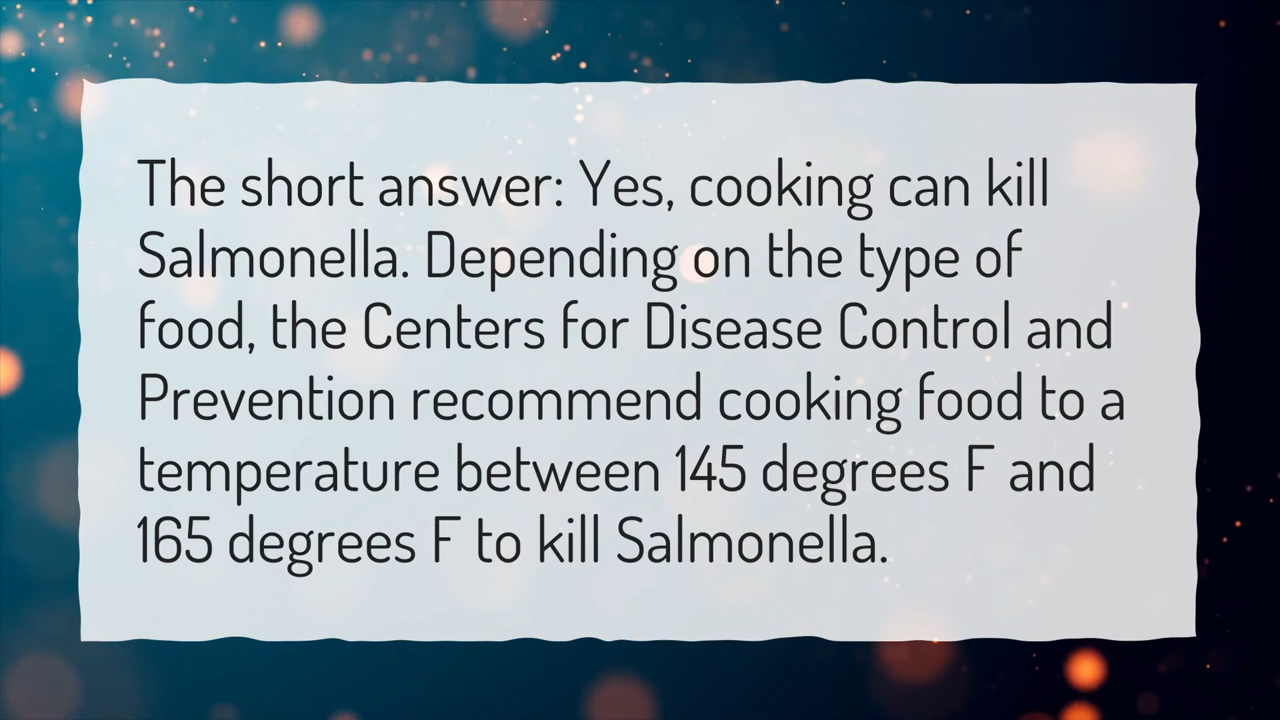 The short answer: Yes, cooking can kill
Salmonella. Depending on the type of
food, the Centers for Disease Control and
Prevention recommend cooking food to a
temperature between 145 degrees F and
165 degrees F to kill Salmonella.